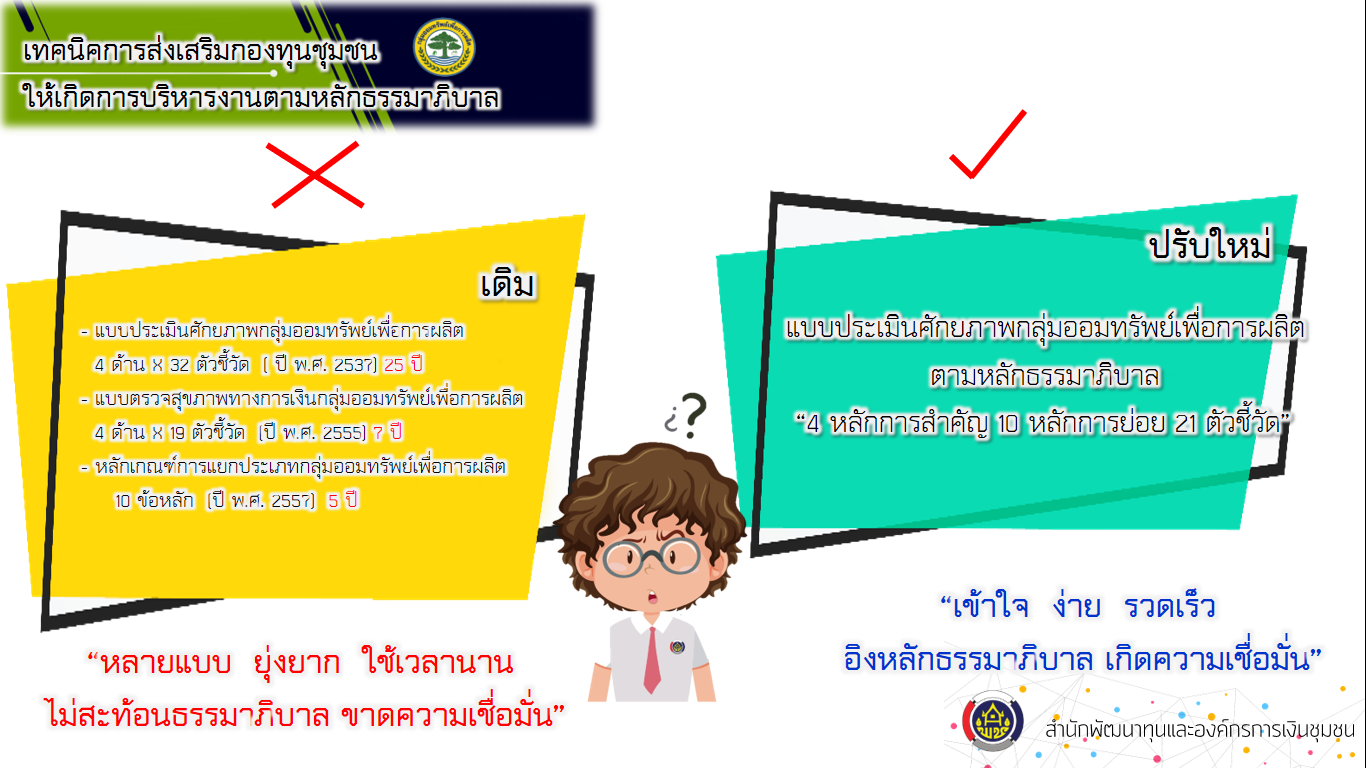 เทคนิคการส่งเสริมกองทุนชุมชน
ให้เกิดการบริหารงานตามหลักธรรมาภิบาล
เดิม
- แบบประเมินศักยภาพกลุ่มออมทรัพย์เพื่อการผลิต
4 ด้าน X 32 ตัวชี้วัด ( ปี พ.ศ. 2537) 25 ปี
- แบบตรวจสุขภาพทางการเงินกลุ่มออมทรัพย์เพื่อการผลิต
4 ด้าน X 19 ตัวชี้วัด (ปี พ.ศ. 2555) 7 ปี
- หลักเกณฑ์การแยกประเภทกลุ่มออมทรัพย์เพื่อการผลิต
10 ข้อหลัก (ปี พ.ศ. 2557) 5 ปี
“หลายแบบ ยุ่งยาก ใช้เวลานาน
ไม่สะท้อนธรรมาภิบาล ขาดความเชื่อมั่น”
¿?
ปรับใหม่
แบบประเมินศักยภาพกลุ่มออมทรัพย์เพื่อการผลิต
ตามหลักธรรมาภิบาล
“4 หลักการสำคัญ 10 หลักการย่อย 21 ตัวชี้วัด”
“เข้าใจ ง่าย รวดเร็ว
อิงหลักธรรมาภิบาล เกิดความเชื่อมั่น”
สำนักพัฒนาทุนและองค์กรการเงินชุมชน